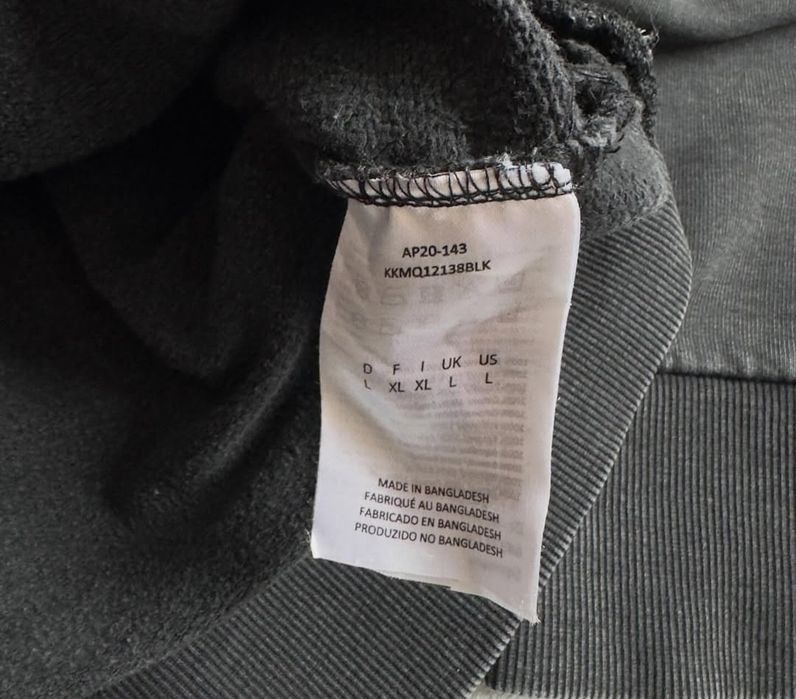 AP20-143
KKMQ12138BLK
D F I UK US
L XL XL L L
MADE IN BANGLADESH
FABRIQUÉ AU BANGLADESH
FABRICADO EN BANGLADESH
PRODUZIDO NO BANGLADESH